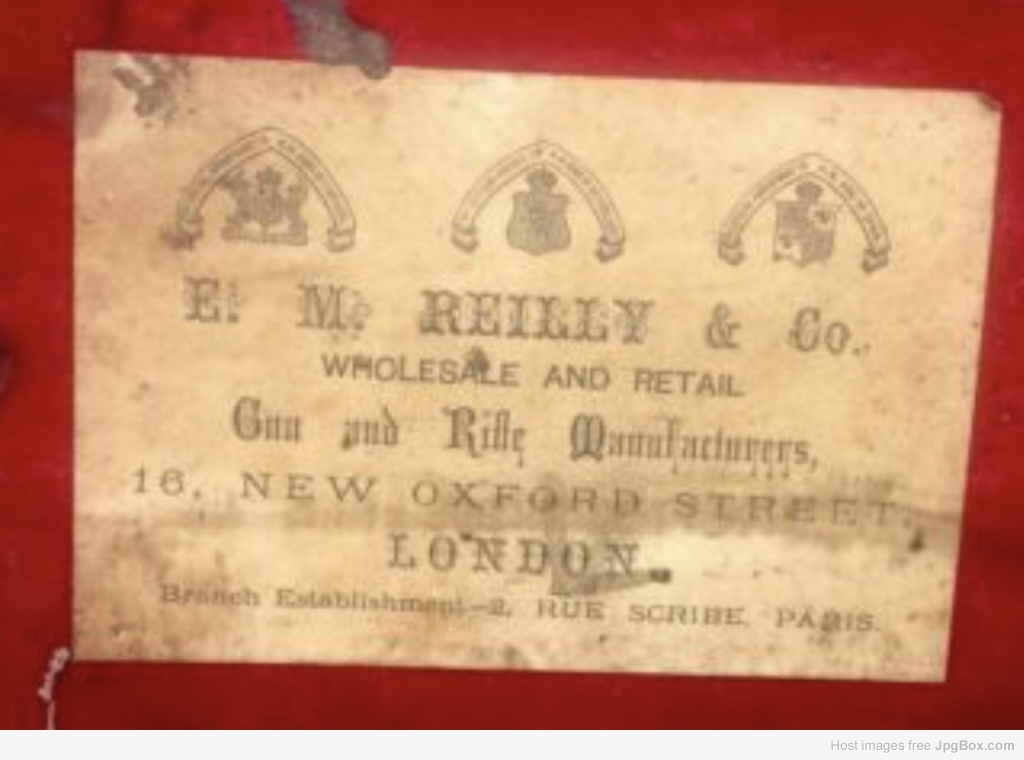 E. M. REILLY & Co.
WHOLESALE AND RETAIL
Gun and Rifle Manufacturers,
16, NEW OXFORD STREET,
LONDON.
Branch Establishment—2, RUE SCRIBE, PARIS.
Host images free JpgBox.com